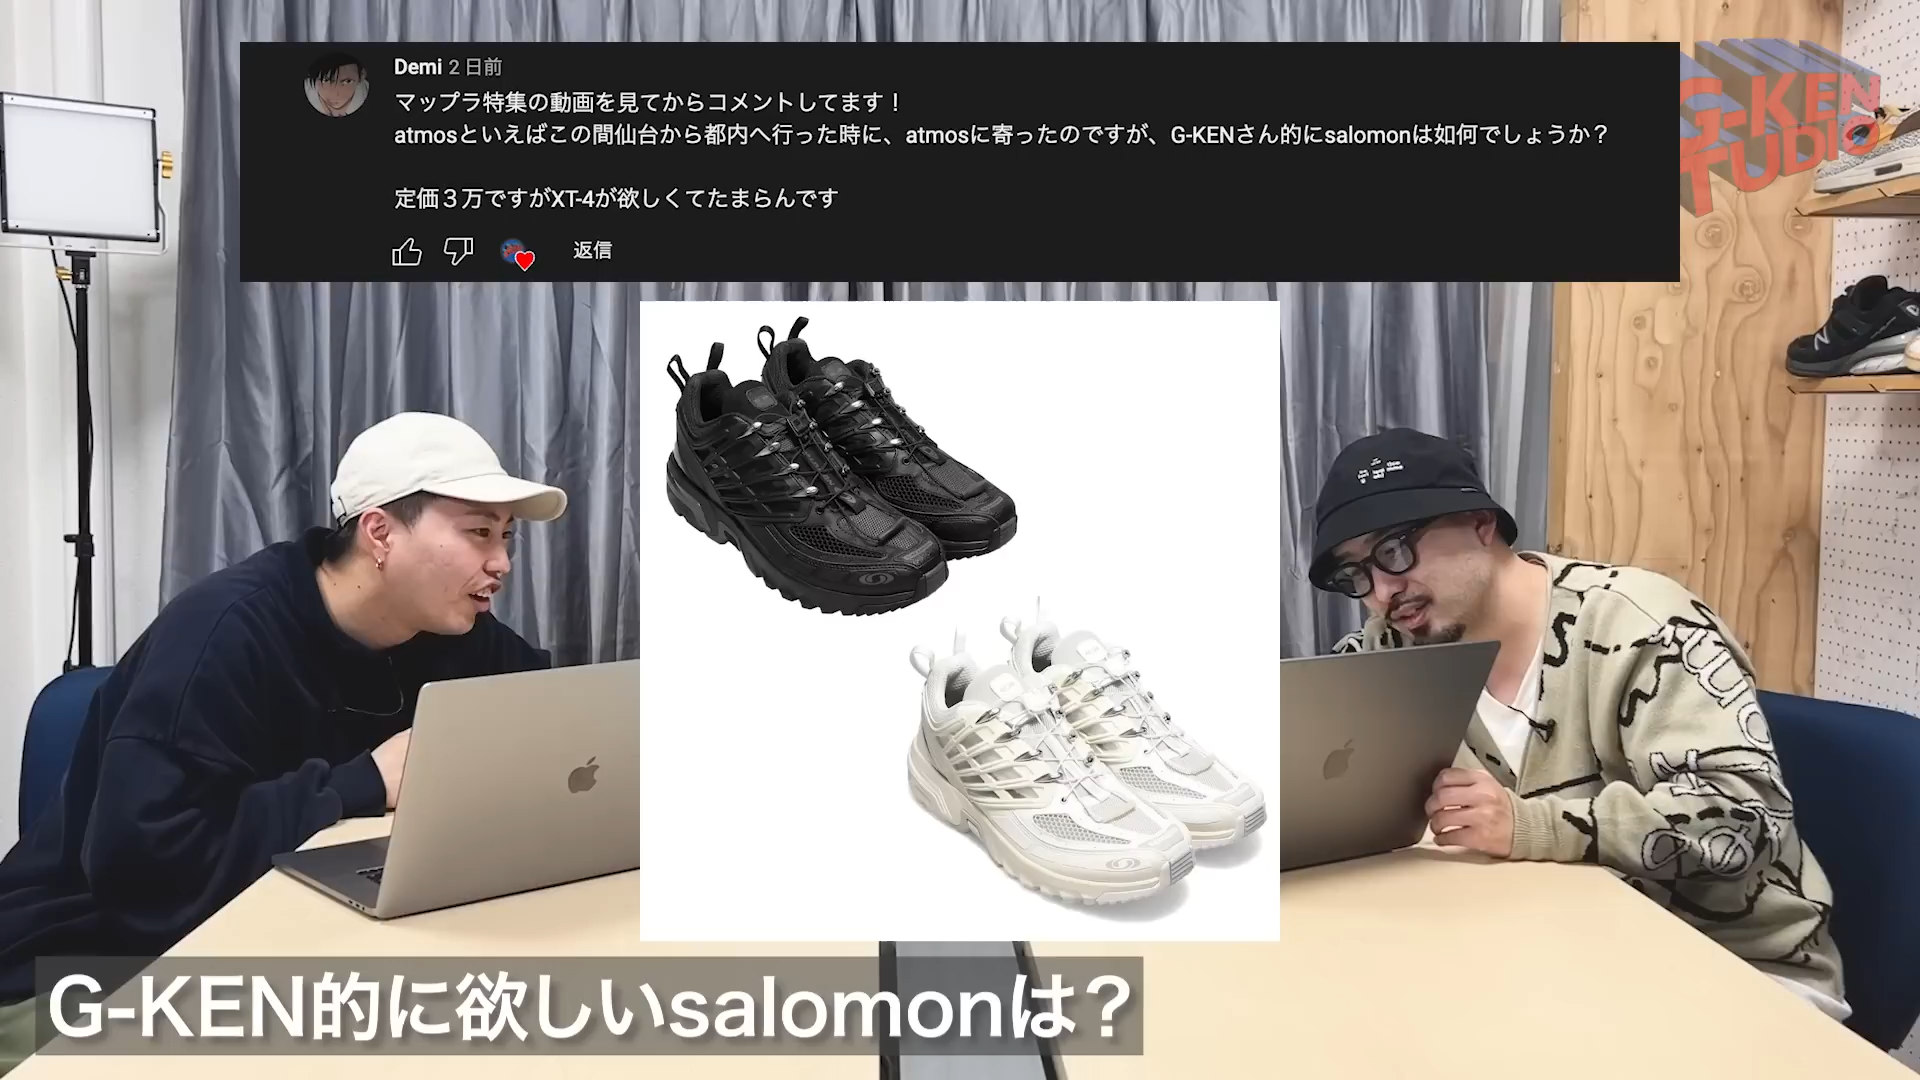 Demi 2 日前
マップラ特集の動画を見てからコメントしてます！
atmosといえばこの間仙台から都内へ行った時に、atmosに寄ったのですが、G-KENさん的にsalomonは如何でしょうか？
定価３万ですがXT-4が欲しくてたまらんです
返信
G-KEN
STUDIO
G-KEN的に欲しいsalomonは？